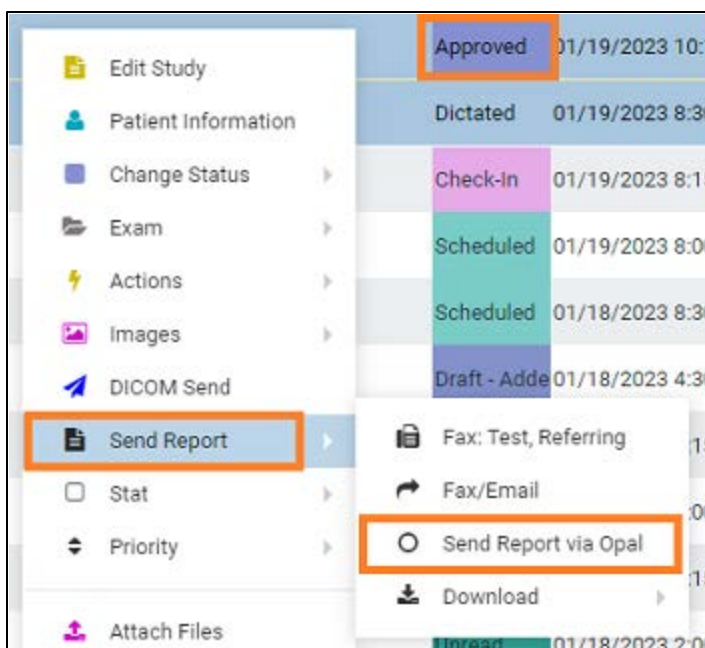 Edit Study
Patient Information
Change Status
Exam
Actions
Images
DICOM Send
Send Report
Stat
Priority
Attach Files
Fax: Test, Referring
Fax/Email
Send Report via Opal
Download
Approved 01/19/2023 10:
Dictated 01/19/2023 8:3
Check-In 01/19/2023 8:1
Scheduled 01/19/2023 8:0
Scheduled 01/18/2023 8:3
Draft - Adde 01/18/2023 4:3
Unread 01/18/2023 2:0